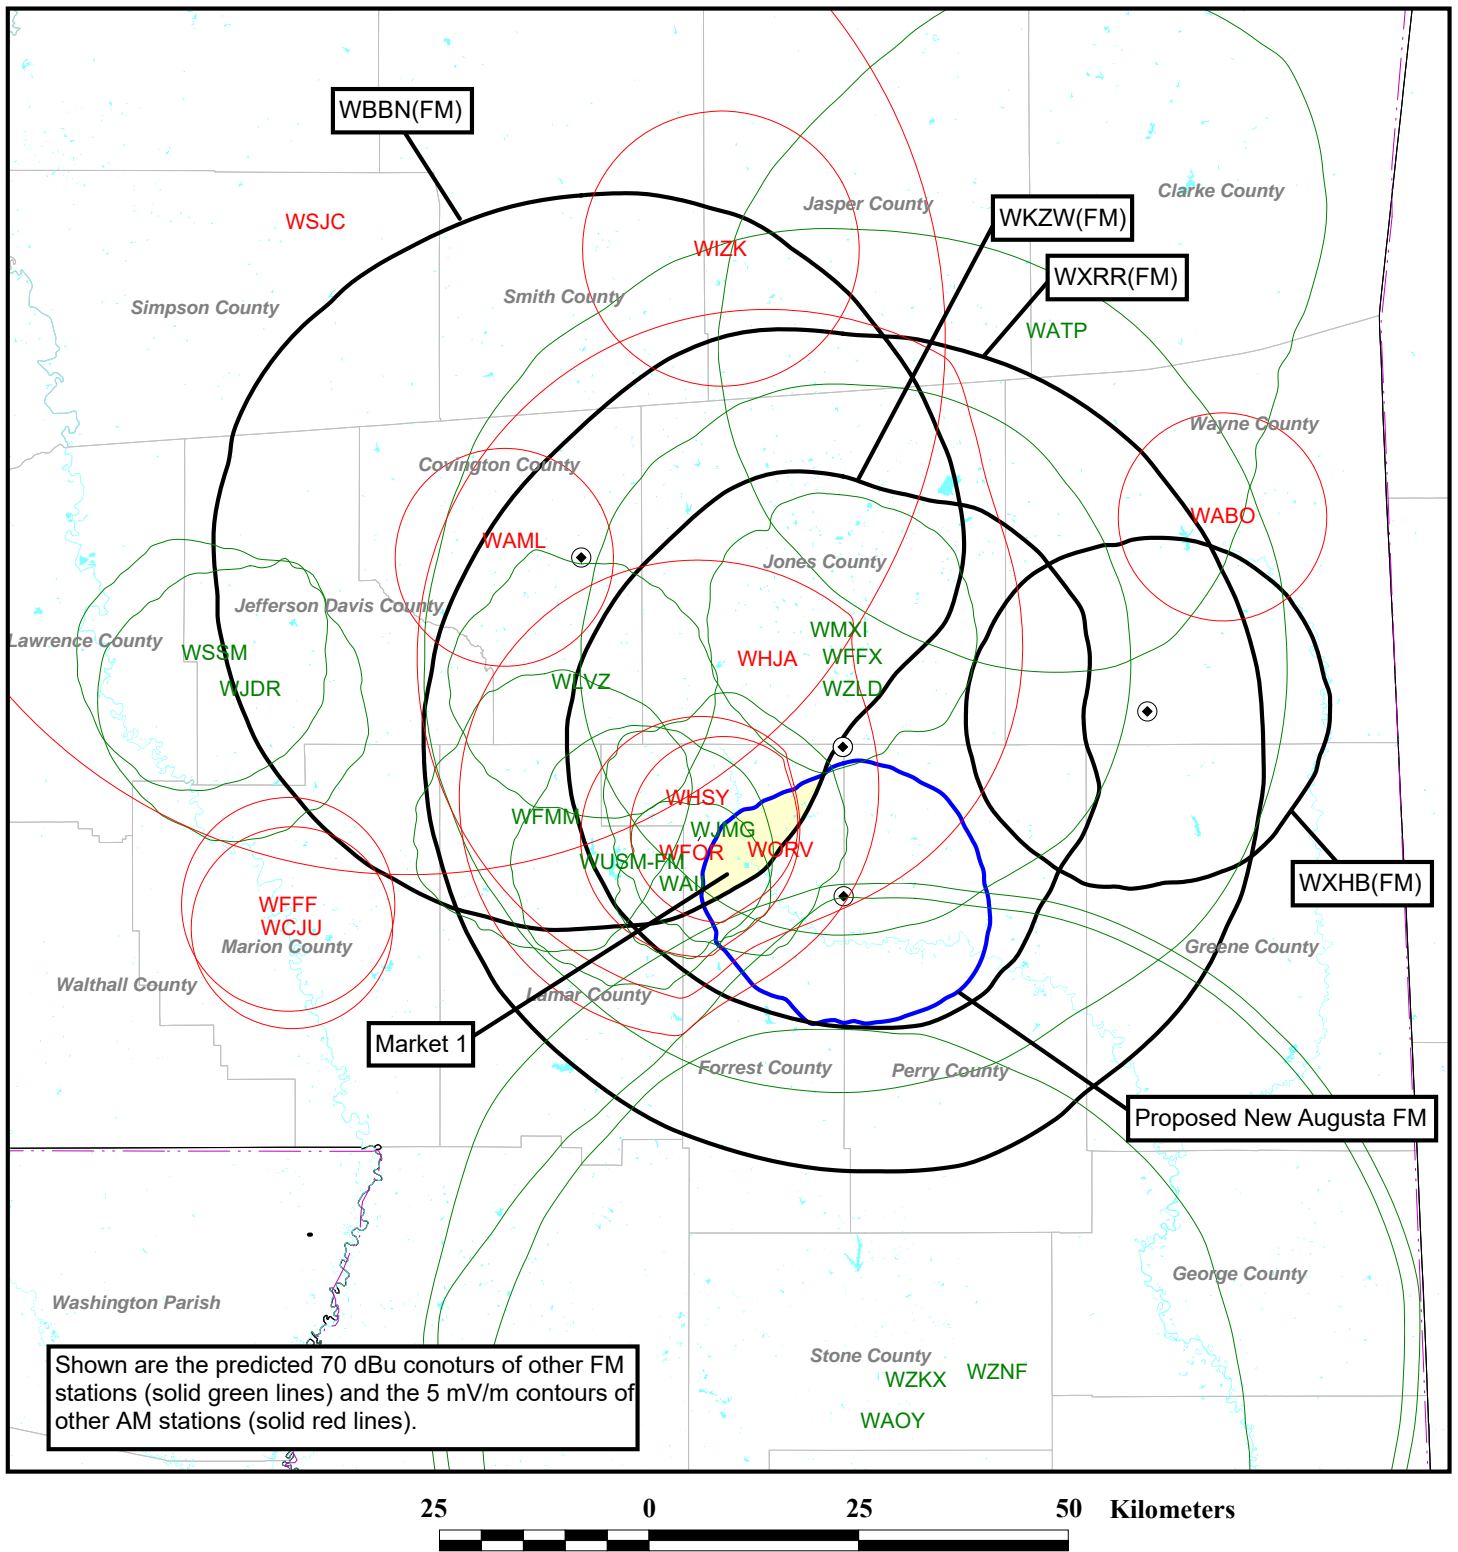 WBBN(FM)
Clarke County
Jasper County
WSJC
WKZW(FM)
WIZK
WXRR(FM)
Smith County
Simpson County
WATP
Wayne County
Covington County
WABO
WAML
Jones County
Jefferson Davis County
WMXI
Lawrence County
WSSM
WHJA
WFFX
WJDR
WLVZ
WZLD
WHSY
WFMM
WJMG
WFOR
WORV
WUSM-FM
WAII
WXHB(FM)
WFFF
WCJU
Marion County
Greene County
Walthall County
Lamar County
Market 1
Forrest County
Perry County
Proposed New Augusta FM
George County
Washington Parish
Stone County
WZKX
WZNF
WAOY
Shown are the predicted 70 dBu conoturs of other FM
stations (solid green lines) and the 5 mV/m contours of
other AM stations (solid red lines).
25 0 25 50 Kilometers